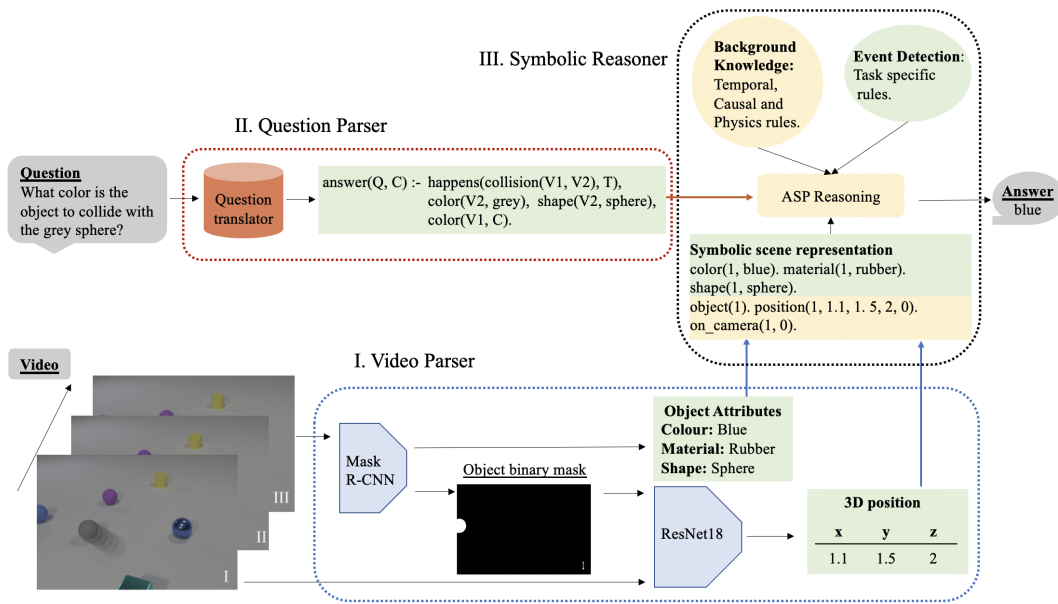 III. Symbolic Reasoner
Background
Knowledge:
Temporal,
Causal and
Physics rules.
Event Detection:
Task specific
rules.
II. Question Parser
Question
What color is the
object to collide with
the grey sphere?
Question
translator
answer(Q, C) :- happens(collision(V1, V2), T),
color(V2, grey), shape(V2, sphere),
color(V1, C).
ASP Reasoning
Answer
blue
Symbolic scene representation
color(1, blue). material(1, rubber).
shape(1, sphere).
object(1). position(1, 1.1, 1. 5, 2, 0).
on_camera(1, 0).
I. Video Parser
Video
III
II
I
Mask
R-CNN
Object Attributes
Colour: Blue
Material: Rubber
Shape: Sphere
Object binary mask
I
ResNet18
3D position
x y z
1.1 1.5 2